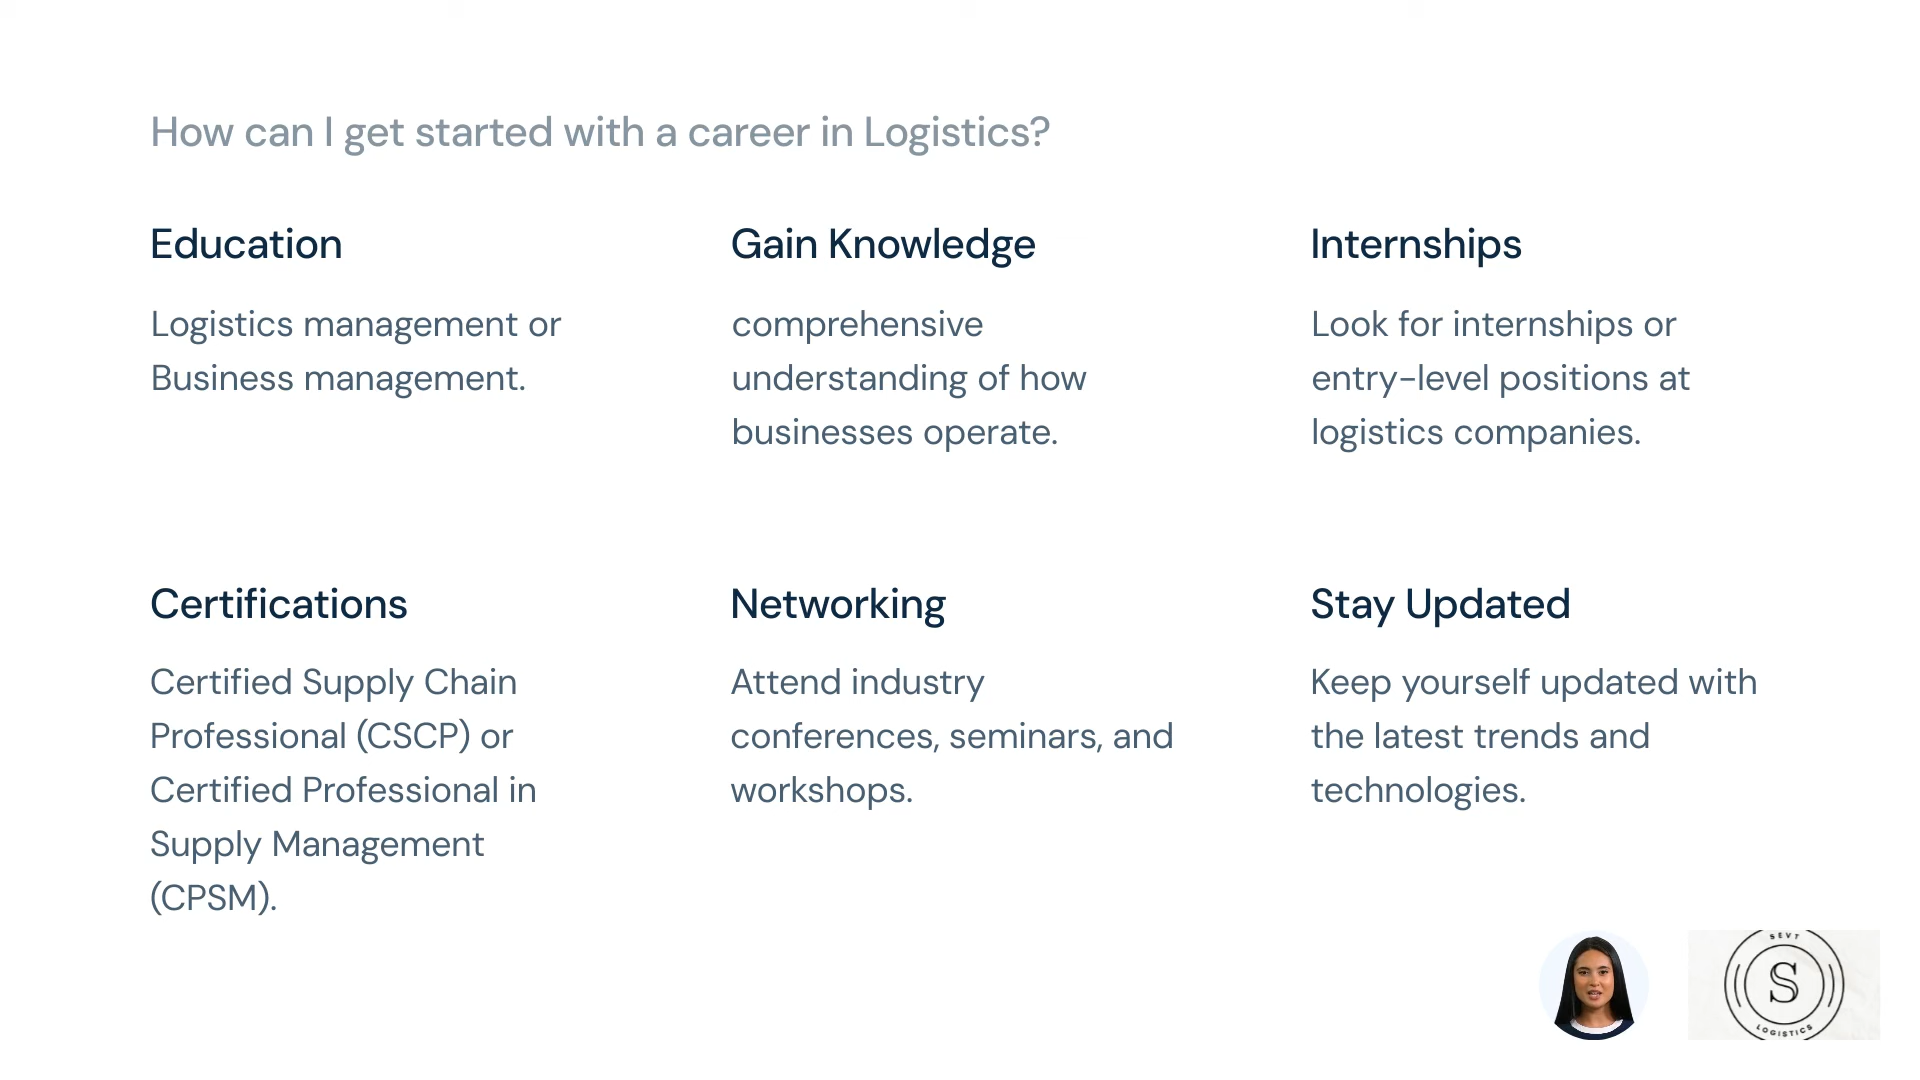 How can I get started with a career in Logistics?
Education
Logistics management or
Business management.
Gain Knowledge
comprehensive
understanding of how
businesses operate.
Internships
Look for internships or
entry-level positions at
logistics companies.
Certifications
Certified Supply Chain
Professional (CSCP) or
Certified Professional in
Supply Management
(CPSM).
Networking
Attend industry
conferences, seminars, and
workshops.
Stay Updated
Keep yourself updated with
the latest trends and
technologies.
SEVT
S
LOGISTICS